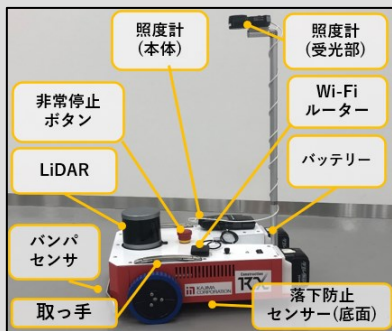 照度計
(本体)
照度計
(受光部)
非常停止
ボタン
Wi-Fi
ルーター
LiDAR
バッテリー
バンパ
センサ
取っ手
落下防止
センサー(底面)
KAJIMA
CORPORATION